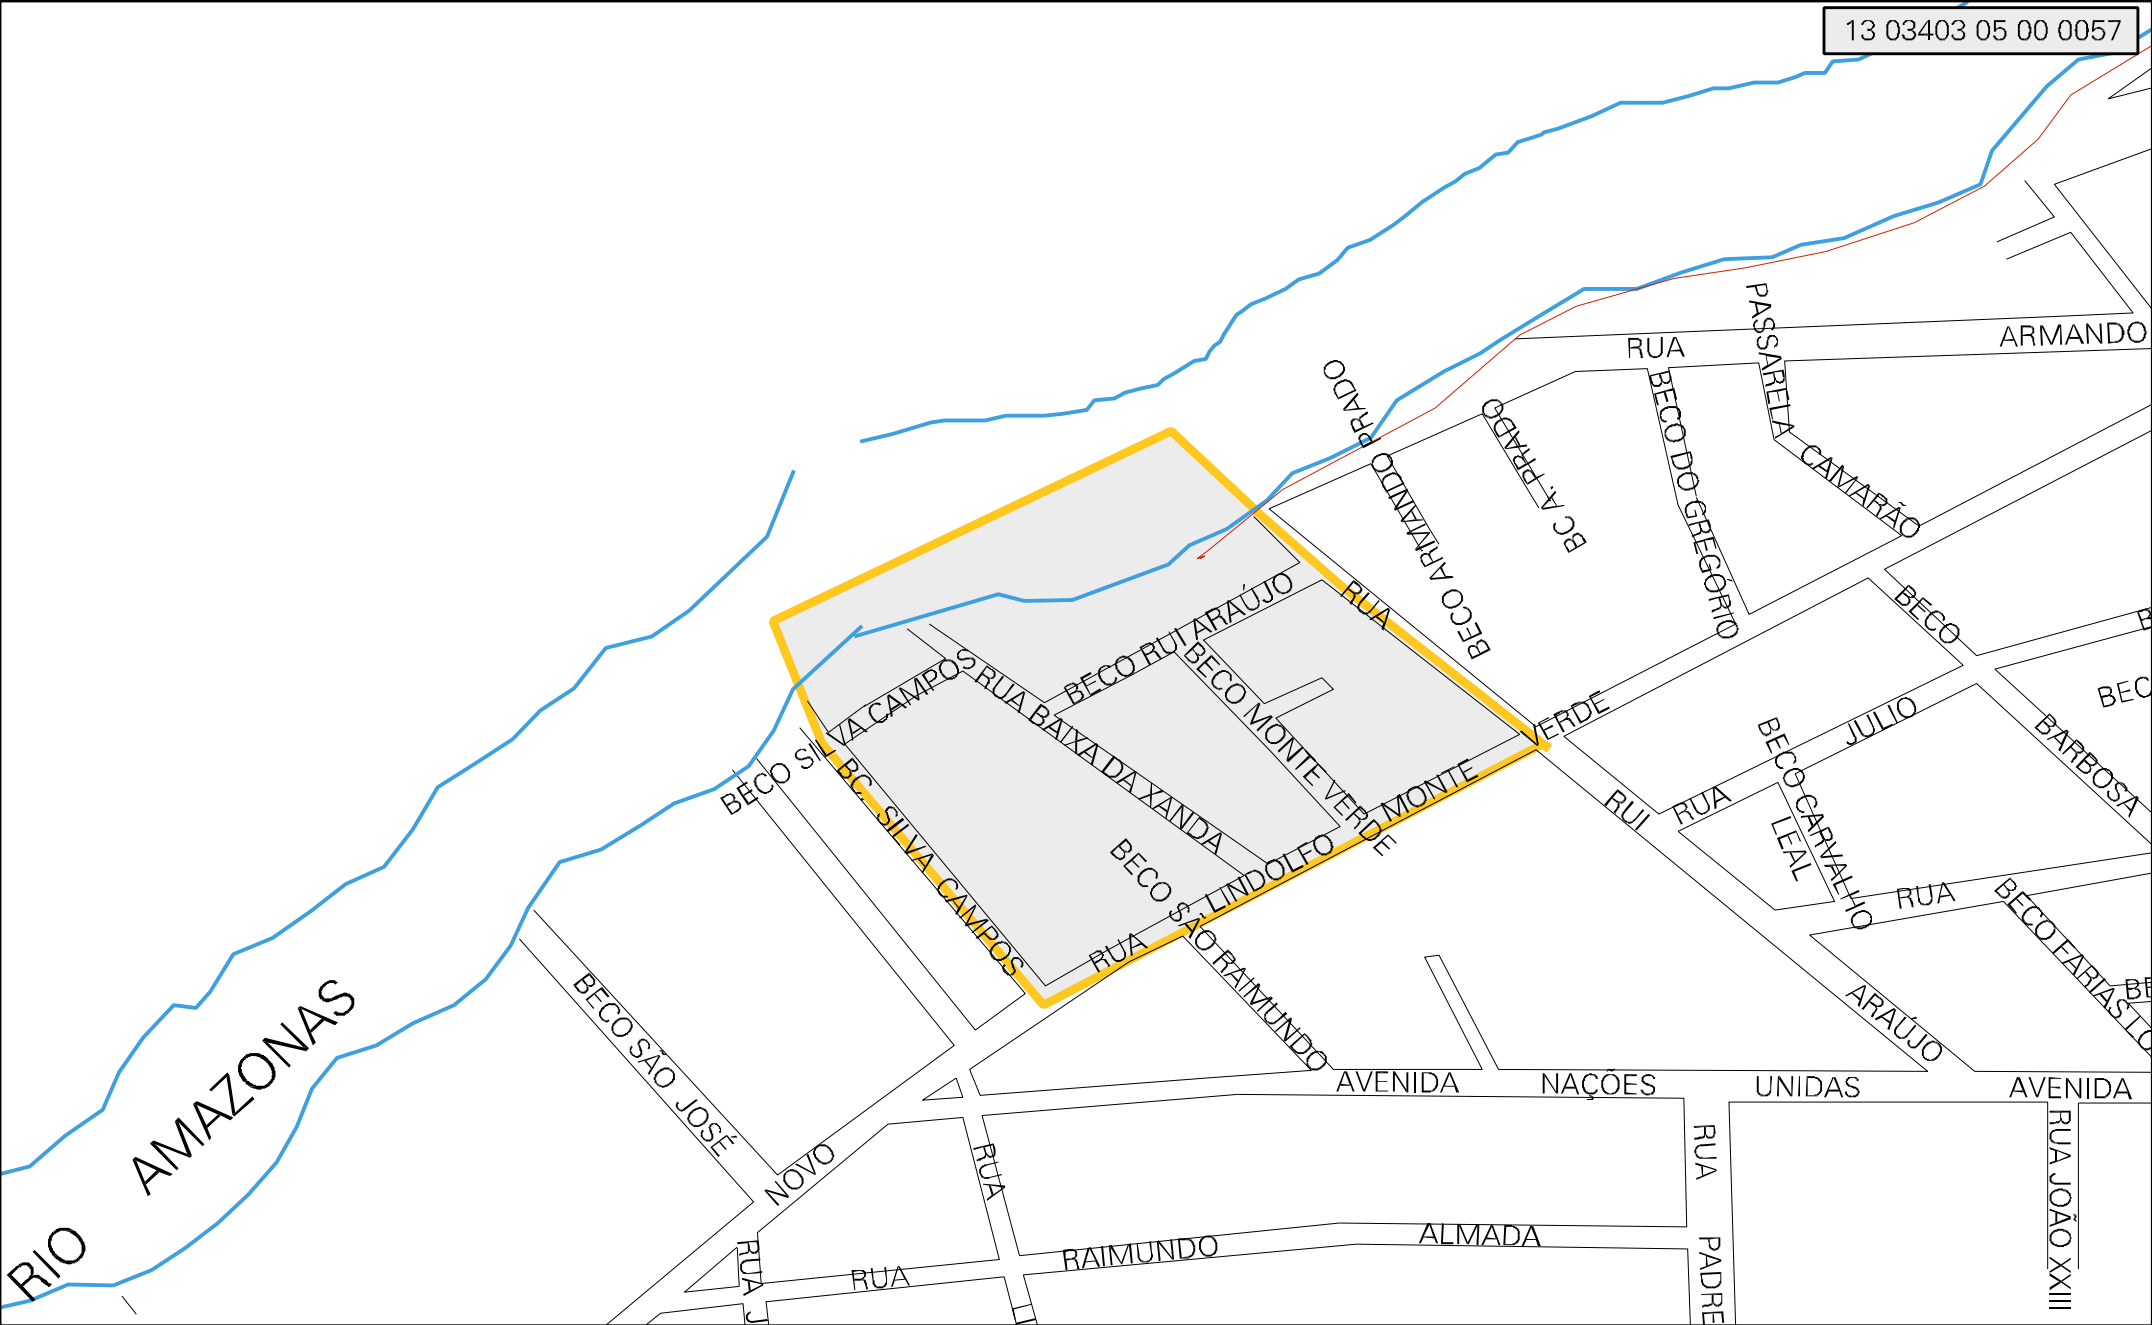 13 03403 05 00 0057
PASSARELA
CAMARÃO
RUA
ARMANDO
PRADO
BECO ARMANDO
BC A. PRADO
BECO DO GREGÓRIO
RUA
BECO RUI ARAÚJO
BECO
BARBOSA
BECO SILVA CAMPOS
RUA BAIXA DA XANDA
BECO MONTE VERDE
BC. SILVA CAMPOS
RUA LINDOLFO MONTE VERDE
RUI
ARAÚJO
RUA JULIO
BECO CARVALHO
LEAL
RUA
BECO FARIAS
BECO SÃO RAIMUNDO
BECO SÃO JOSÉ
AVENIDA NAÇÕES UNIDAS
AVENIDA
RIO AMAZONAS
NOVO
RUA
RUA
PADRE
RUA JOÃO XXIII
RUA RAIMUNDO ALMADA
RUA J